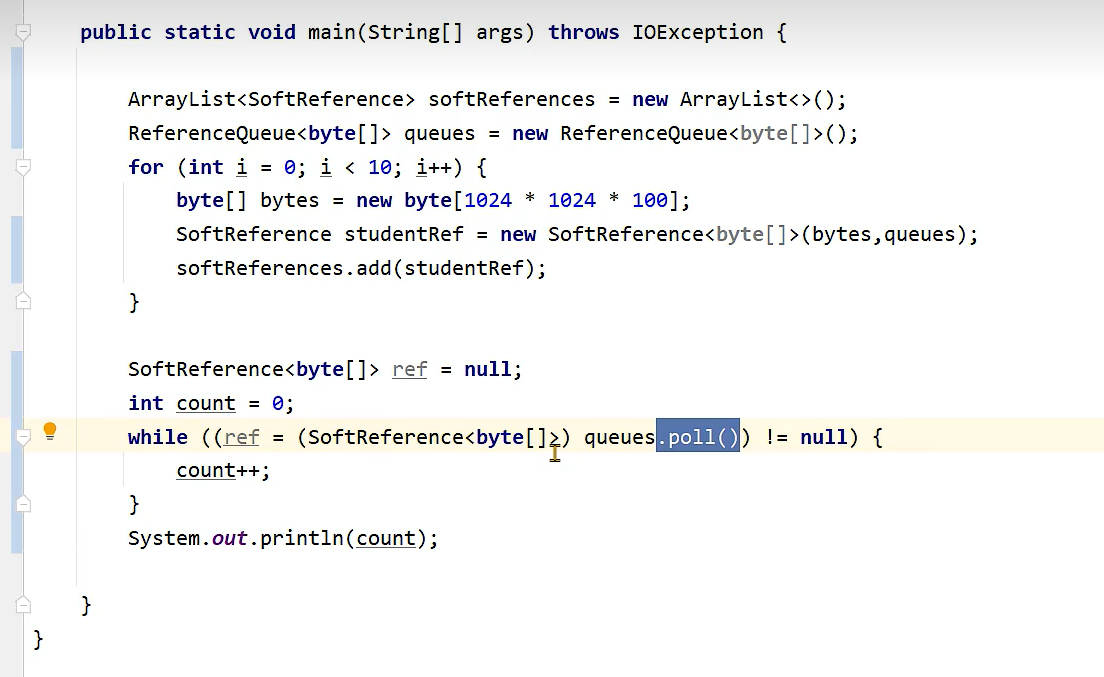 public static void main(String[] args) throws IOException {
ArrayList<SoftReference> softReferences = new ArrayList<>();
ReferenceQueue<byte[]> queues = new ReferenceQueue<byte[]>();
for (int i = 0; i < 10; i++) {
byte[] bytes = new byte[1024 * 1024 * 100];
SoftReference studentRef = new SoftReference<byte[]>(bytes,queues);
softReferences.add(studentRef);
}
SoftReference<byte[]> ref = null;
int count = 0;
while ((ref = (SoftReference<byte[]>) queues.poll()) != null) {
count++;
}
System.out.println(count);
}
}